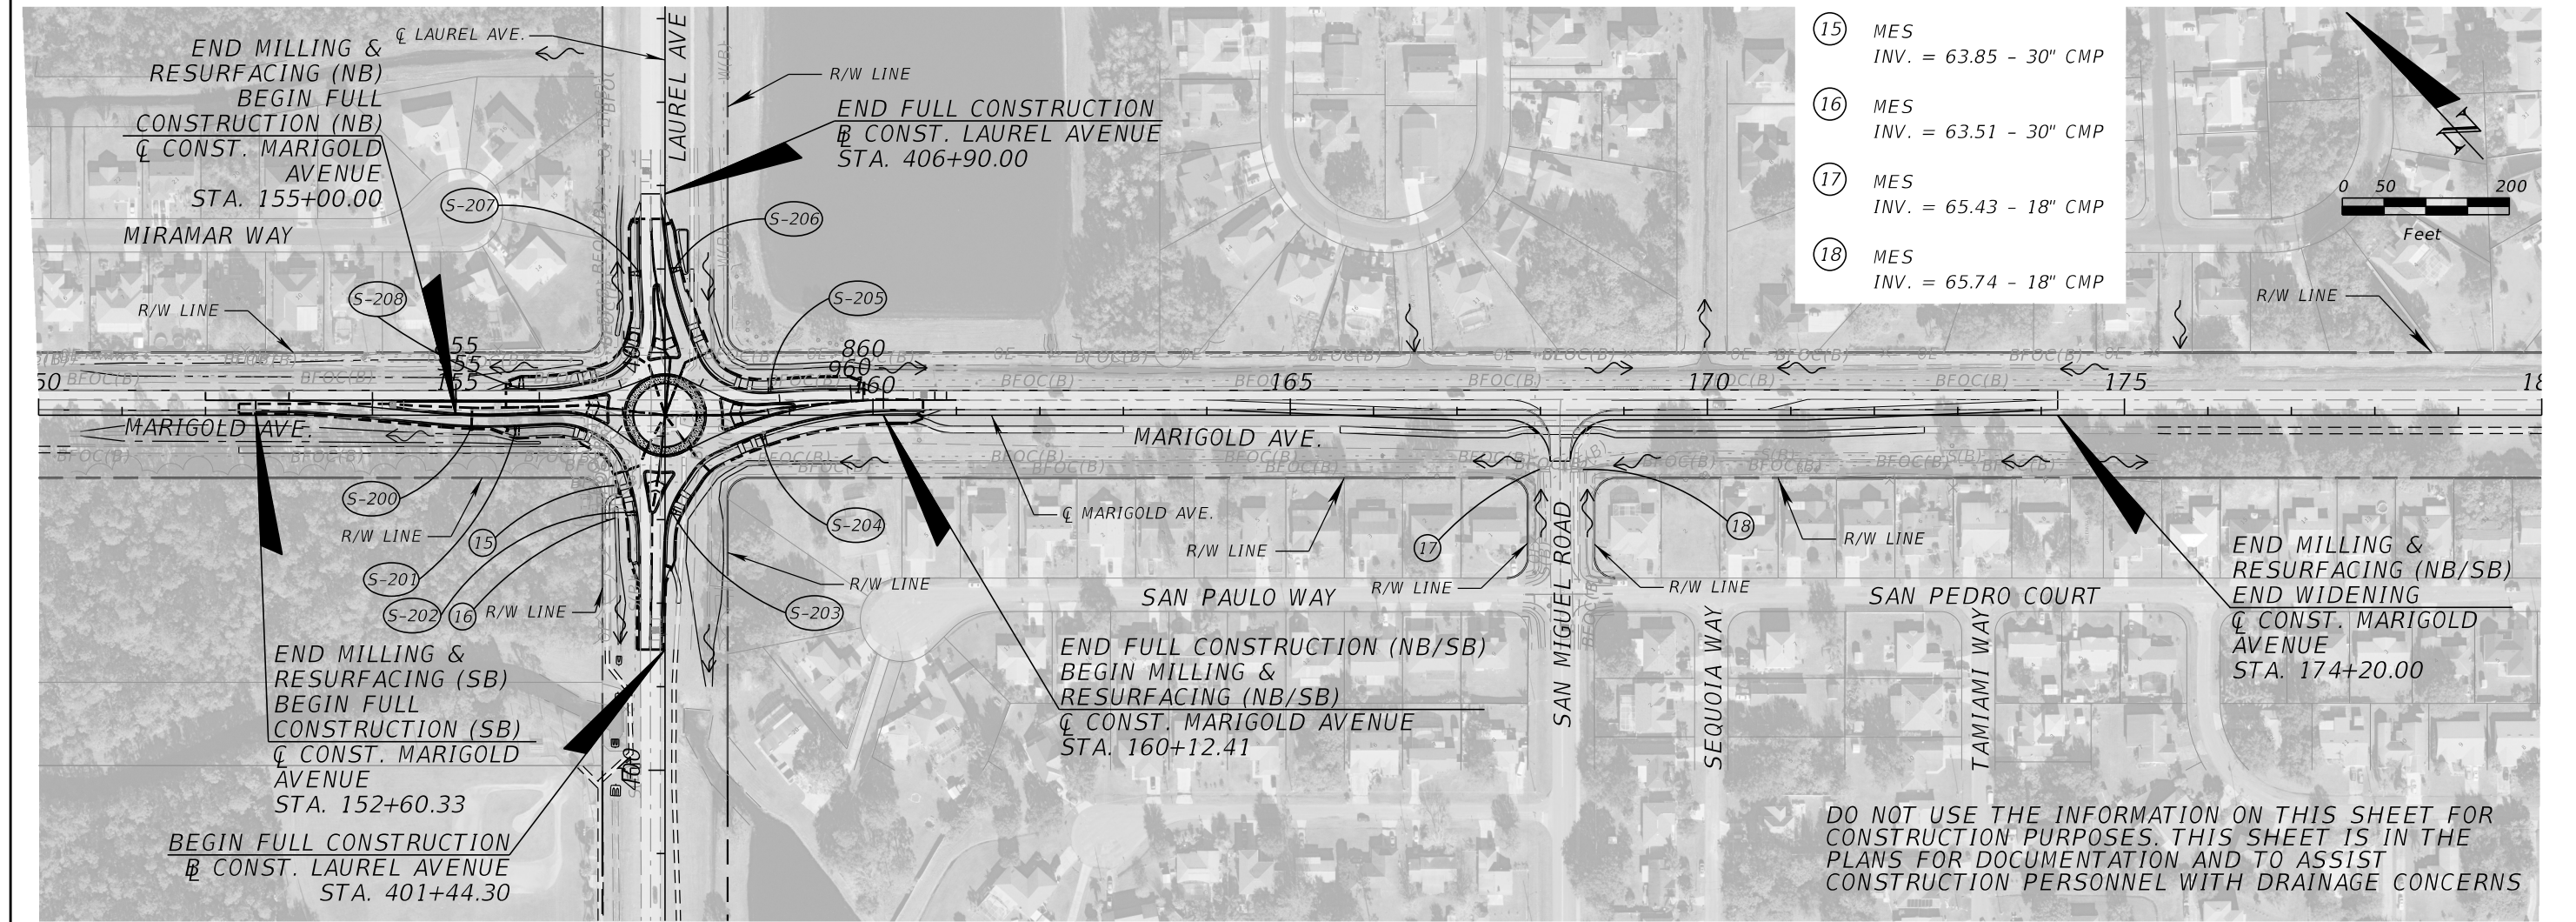 END MILLING &
RESURFACING (NB)
BEGIN FULL
CONSTRUCTION (NB)
℄ CONST. MARIGOLD
AVENUE
STA. 155+00.00
℄ LAUREL AVE.
LAUREL AVE
R/W LINE
END FULL CONSTRUCTION
BL CONST. LAUREL AVENUE
STA. 406+90.00
15 MES
INV. = 63.85 - 30" CMP
16 MES
INV. = 63.51 - 30" CMP
17 MES
INV. = 65.43 - 18" CMP
18 MES
INV. = 65.74 - 18" CMP
N
0 50 200
Feet
MIRAMAR WAY
S-207
S-206
S-208
S-205
R/W LINE
R/W LINE
860
960
155
165
170
175
BFOC(B)
BFOC(B)
BFOC(B)
BFOC(B)
BFOC(B)
BFOC(B)
MARIGOLD AVE.
MARIGOLD AVE.
℄ MARIGOLD AVE.
S-200
R/W LINE
15
S-201
S-202
16
R/W LINE
S-203
S-204
R/W LINE
R/W LINE
17
18
R/W LINE
R/W LINE
R/W LINE
SAN PAULO WAY
SAN MIGUEL ROAD
SEQUOIA WAY
SAN PEDRO COURT
TAMIAMI WAY
END MILLING &
RESURFACING (NB/SB)
END WIDENING
℄ CONST. MARIGOLD
AVENUE
STA. 174+20.00
END MILLING &
RESURFACING (SB)
BEGIN FULL
CONSTRUCTION (SB)
℄ CONST. MARIGOLD
AVENUE
STA. 152+60.33
END FULL CONSTRUCTION (NB/SB)
BEGIN MILLING &
RESURFACING (NB/SB)
℄ CONST. MARIGOLD AVENUE
STA. 160+12.41
BEGIN FULL CONSTRUCTION
BL CONST. LAUREL AVENUE
STA. 401+44.30
400
DO NOT USE THE INFORMATION ON THIS SHEET FOR
CONSTRUCTION PURPOSES. THIS SHEET IS IN THE
PLANS FOR DOCUMENTATION AND TO ASSIST
CONSTRUCTION PERSONNEL WITH DRAINAGE CONCERNS